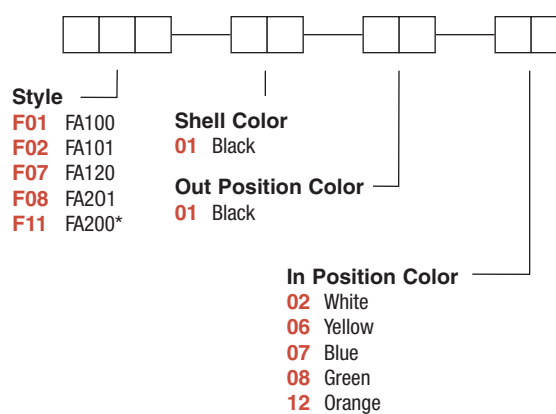 Style
F01 FA100
F02 FA101
F07 FA120
F08 FA201
F11 FA200*
Shell Color
01 Black
Out Position Color
01 Black
In Position Color
02 White
06 Yellow
07 Blue
08 Green
12 Orange